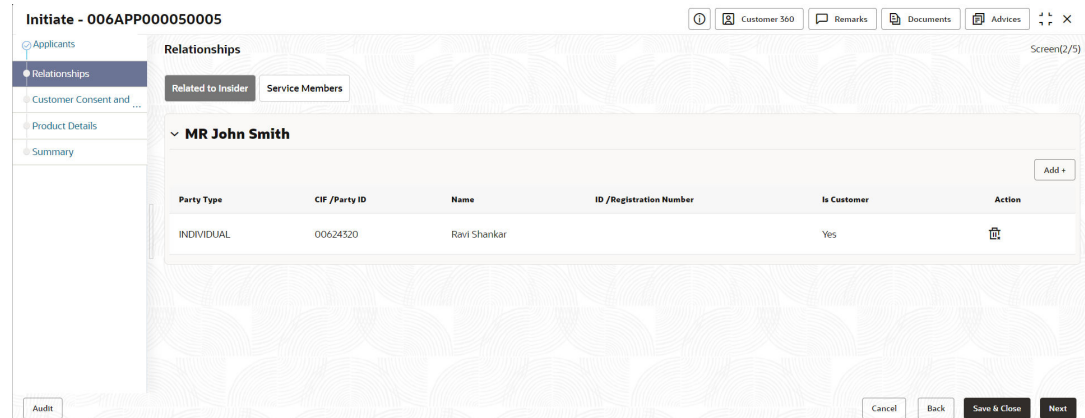 Initiate - 006APP000050005
Customer 360
Remarks
Documents
Advices
Applicants
Relationships
Customer Consent and ...
Product Details
Summary
Relationships
Screen(2/5)
Related to Insider
Service Members
MR John Smith
Add +
Party Type CIF /Party ID Name ID /Registration Number Is Customer Action
INDIVIDUAL 00624320 Ravi Shankar Yes
Audit
Cancel
Back
Save & Close
Next